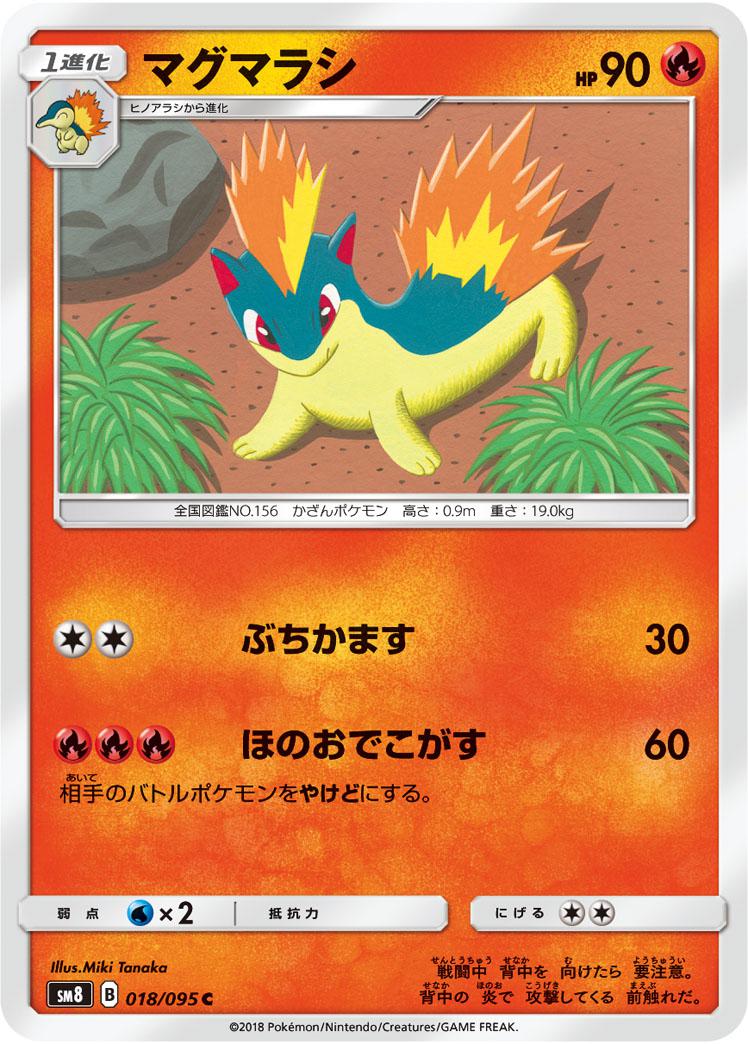 1進化 マグマラシ HP90
ヒノアラシから進化
全国図鑑NO.156 かざんポケモン 高さ：0.9m 重さ：19.0kg
ぶちかます 30
ほのおでこがす 60
相手のバトルポケモンをやけどにする。
弱点 ×2 抵抗力 にげる
Illus.Miki Tanaka
戦闘中 背中を 向けたら 要注意。
背中の 炎で 攻撃してくる 前触れだ。
SM8 B 018/095 C
©2018 Pokémon/Nintendo/Creatures/GAME FREAK.